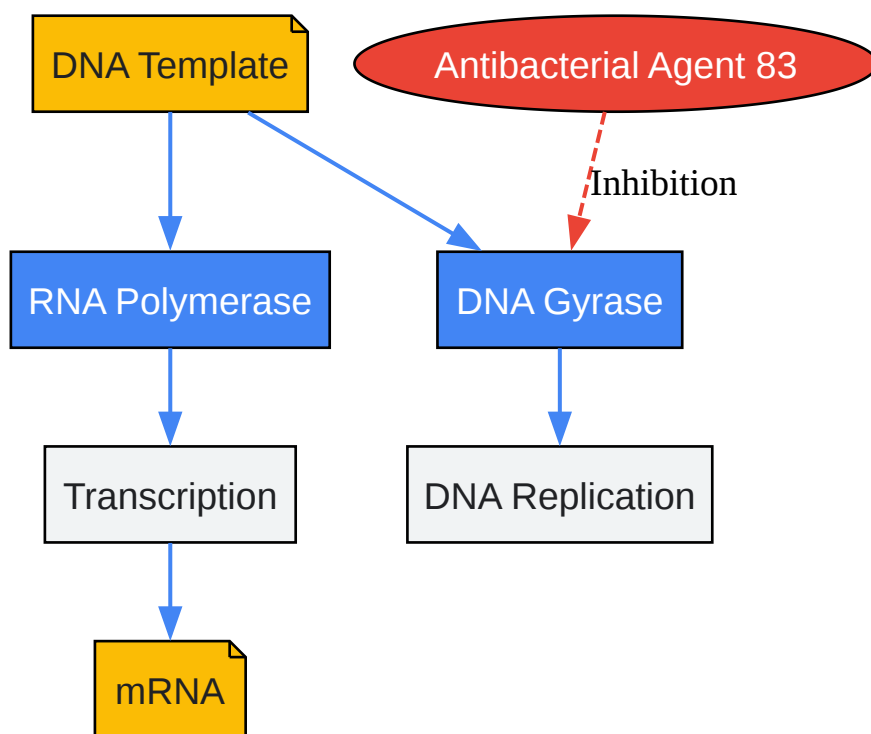 DNA Template
Antibacterial Agent 83
Inhibition
RNA Polymerase
DNA Gyrase
Transcription
DNA Replication
mRNA